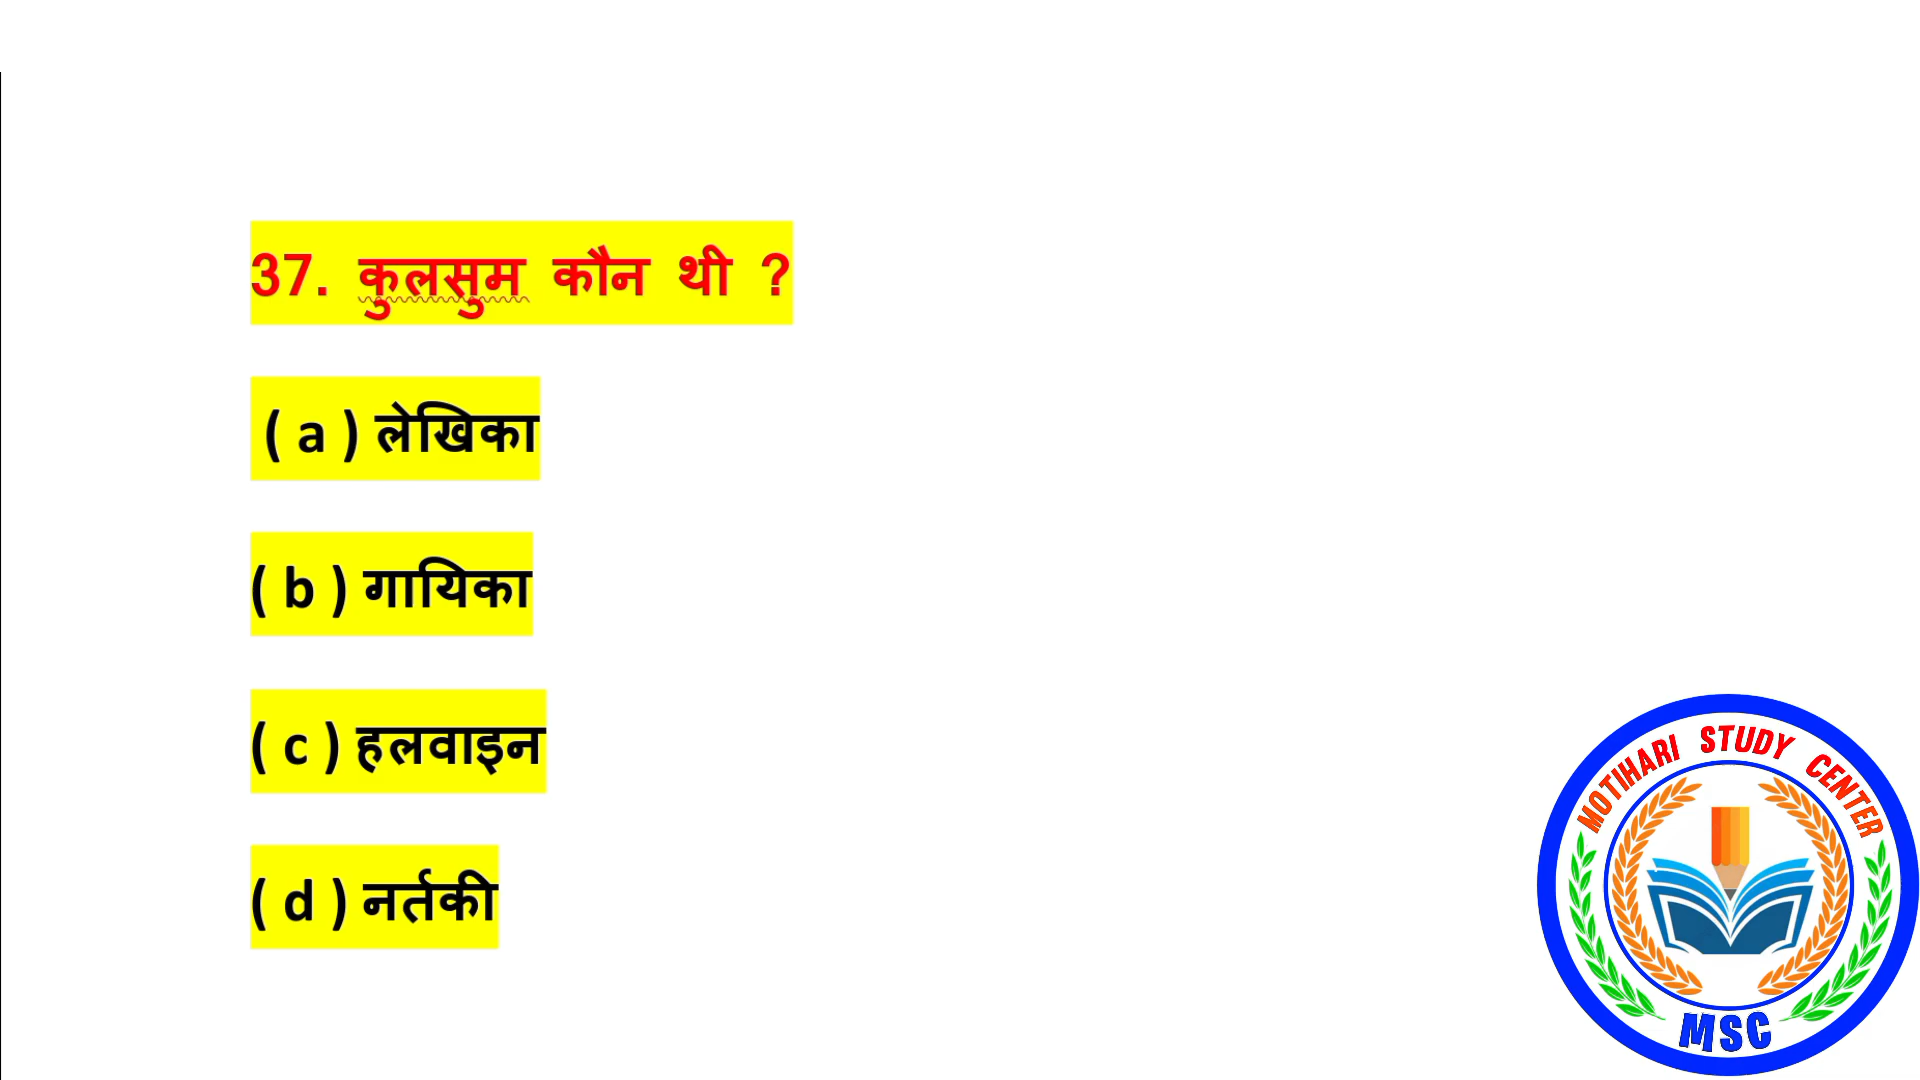 37. कुलसुम कौन थी ?
( a ) लेखिका
( b ) गायिका
( c ) हलवाइन
( d ) नर्तकी
MOTIHARI STUDY CENTER
MSC